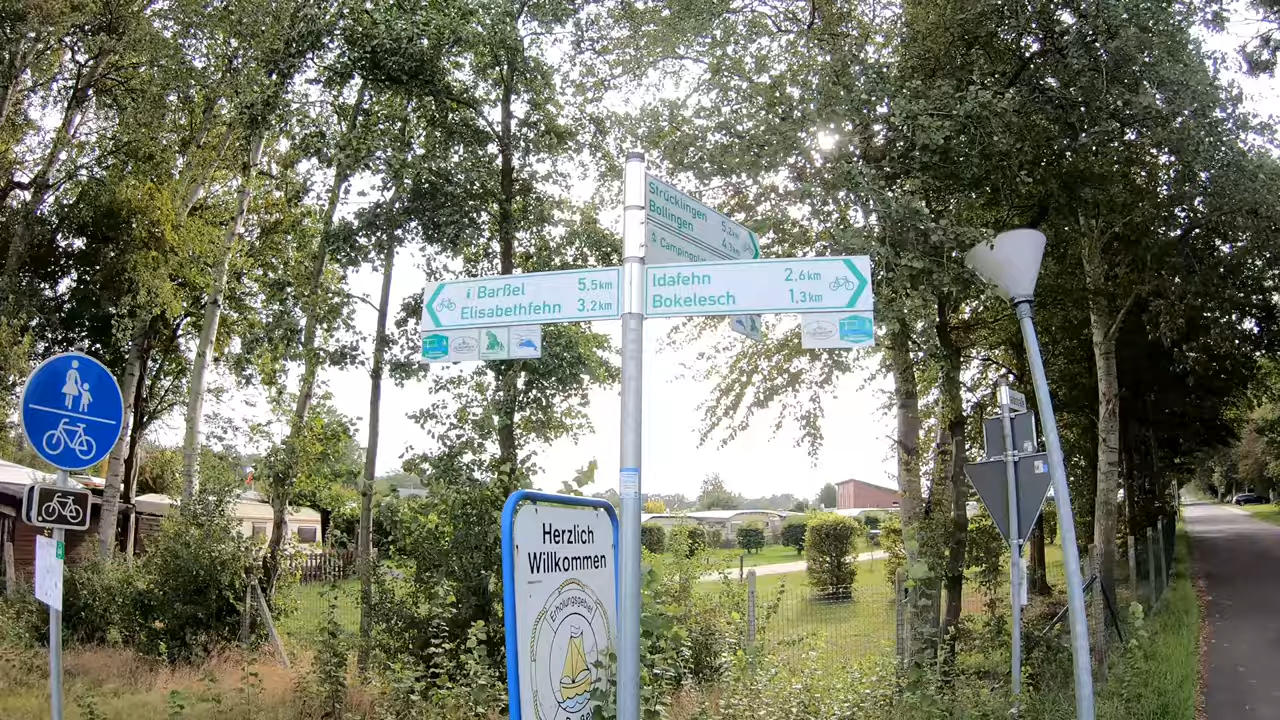 Strücklingen 5,2 km
Bollingen 4,3 km
Barßel 5,5 km
Elisabethfehn 3,2 km
Idafehn 2,6 km
Bokelesch 1,3 km
Herzlich
Willkommen
Erholungsgebiet